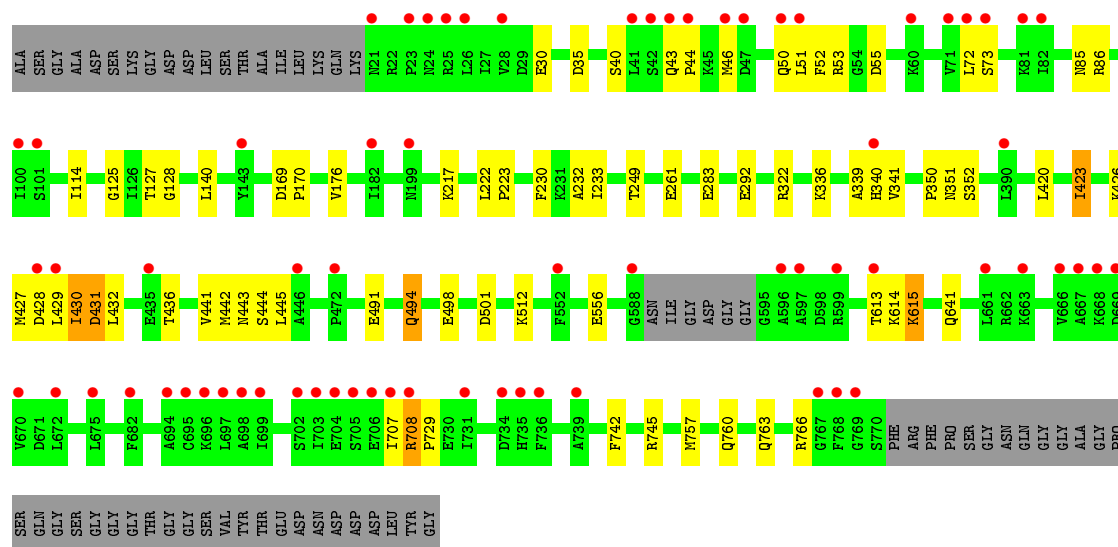 ALA SER GLY ALA ALA ASP SER LYS GLY ASP ASP LEU SER THR ALA ILE LEU LYS GLN LYS N21 R22 P23 N24 R25 L26 I27 V28 D29 E30 D35 S40 L41 S42 Q43 P44 K45 M46 D47 Q50 L51 F52 R53 G54 D55 K60 V71 L72 S73 K81 I82 N85 R86
I100 S101 I114 G125 I126 T127 G128 L140 Y143 D169 P170 V176 I182 N199 K217 L222 P223 F230 K231 A232 I233 T249 E261 E283 E292 R322 K336 A339 H340 V341 P350 N351 S352 L390 L420 I423 K426
M427 D428 L429 I430 D431 L432 E435 T436 V441 M442 N443 S444 L445 A446 P472 E491 Q494 E498 D501 K512 F552 E556 G588 ASN ILE GLY ASP GLY GLY G595 A596 A597 D598 R599 T613 K614 K615 Q641 L661 R662 K663 V666 A667 K668
V670 D671 L672 L675 F682 A694 C695 K696 L697 A698 I699 S702 I703 E704 S705 E706 I707 R708 P729 E730 I731 D734 H735 F736 A739 F742 R745 M757 Q760 Q763 R766 G767 F768 G769 S770 PHE ARG PHE PRO SER GLY ASN GLN GLY GLY ALA GLY PRO
SER GLN GLY SER GLY GLY GLY THR GLY GLY SER VAL TYR THR GLU ASP ASN ASP ASP ASP LEU TYR GLY